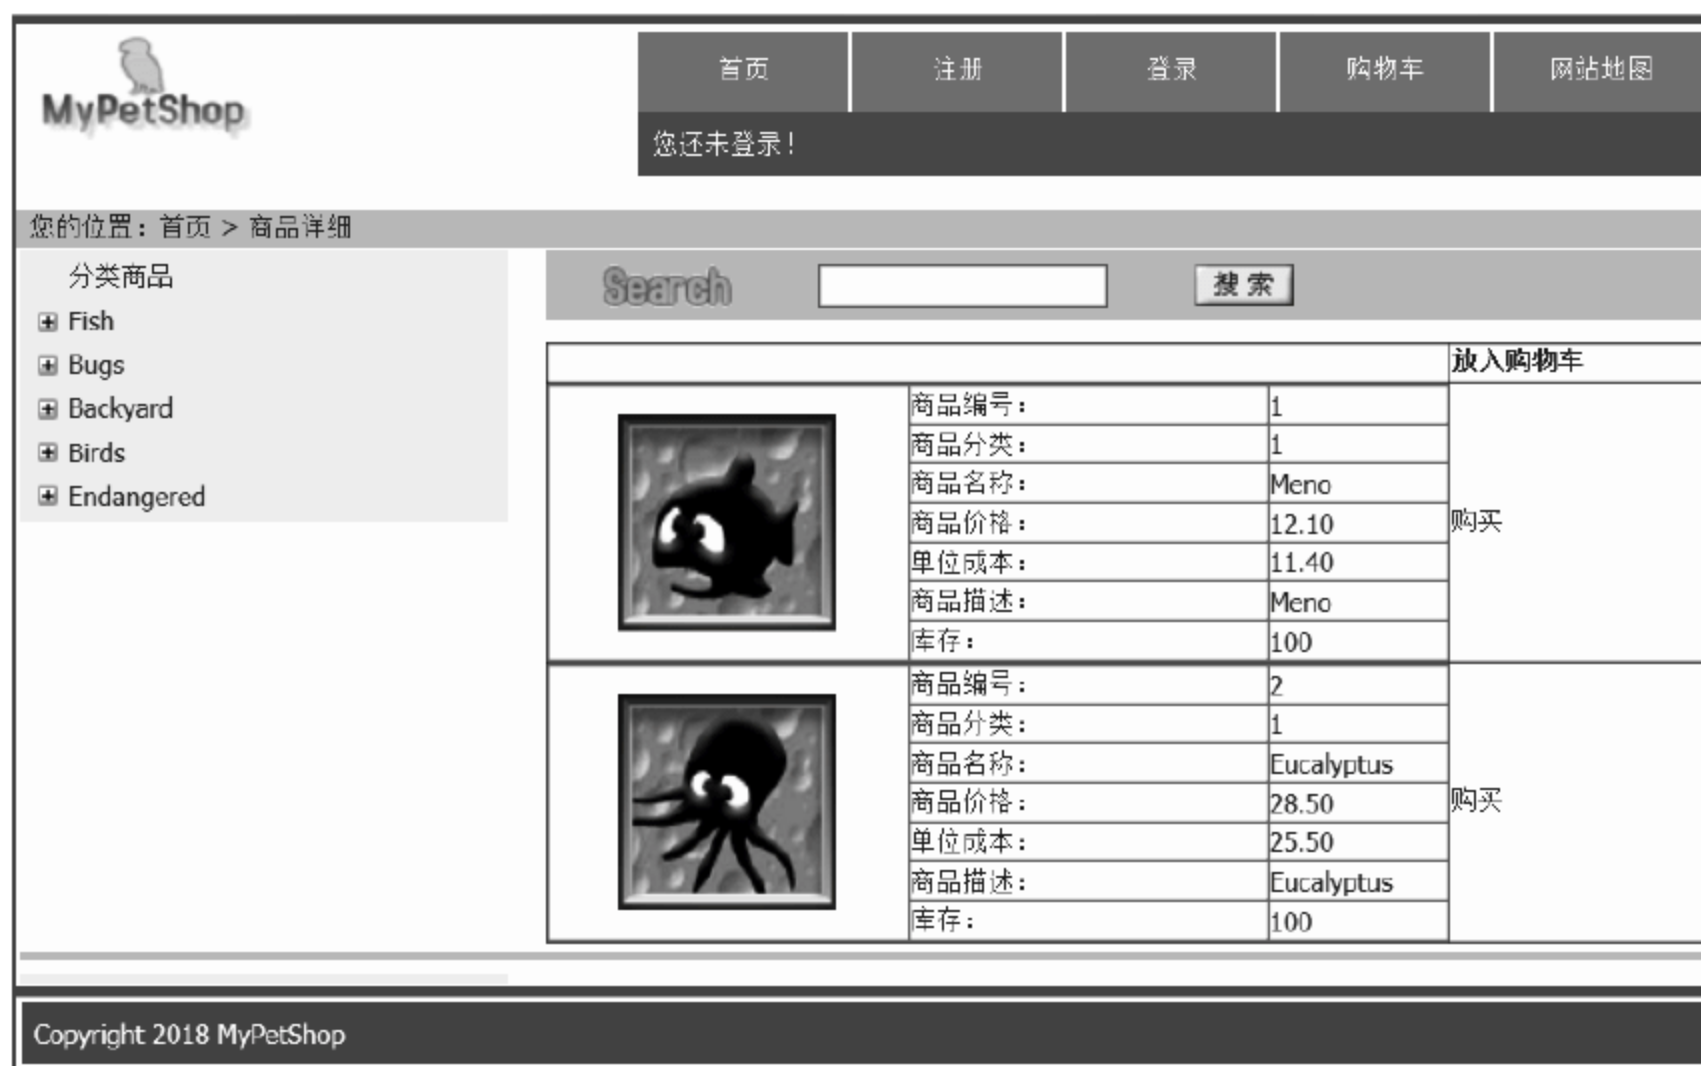 MyPetShop
首页 注册 登录 购物车 网站地图
您还未登录！
您的位置：首页 > 商品详细
分类商品
Fish
Bugs
Backyard
Birds
Endangered
Search 搜 索
放入购物车
商品编号： 1
商品分类： 1
商品名称： Meno
商品价格： 12.10
单位成本： 11.40
商品描述： Meno
库存： 100
购买
商品编号： 2
商品分类： 1
商品名称： Eucalyptus
商品价格： 28.50
单位成本： 25.50
商品描述： Eucalyptus
库存： 100
购买
Copyright 2018 MyPetShop